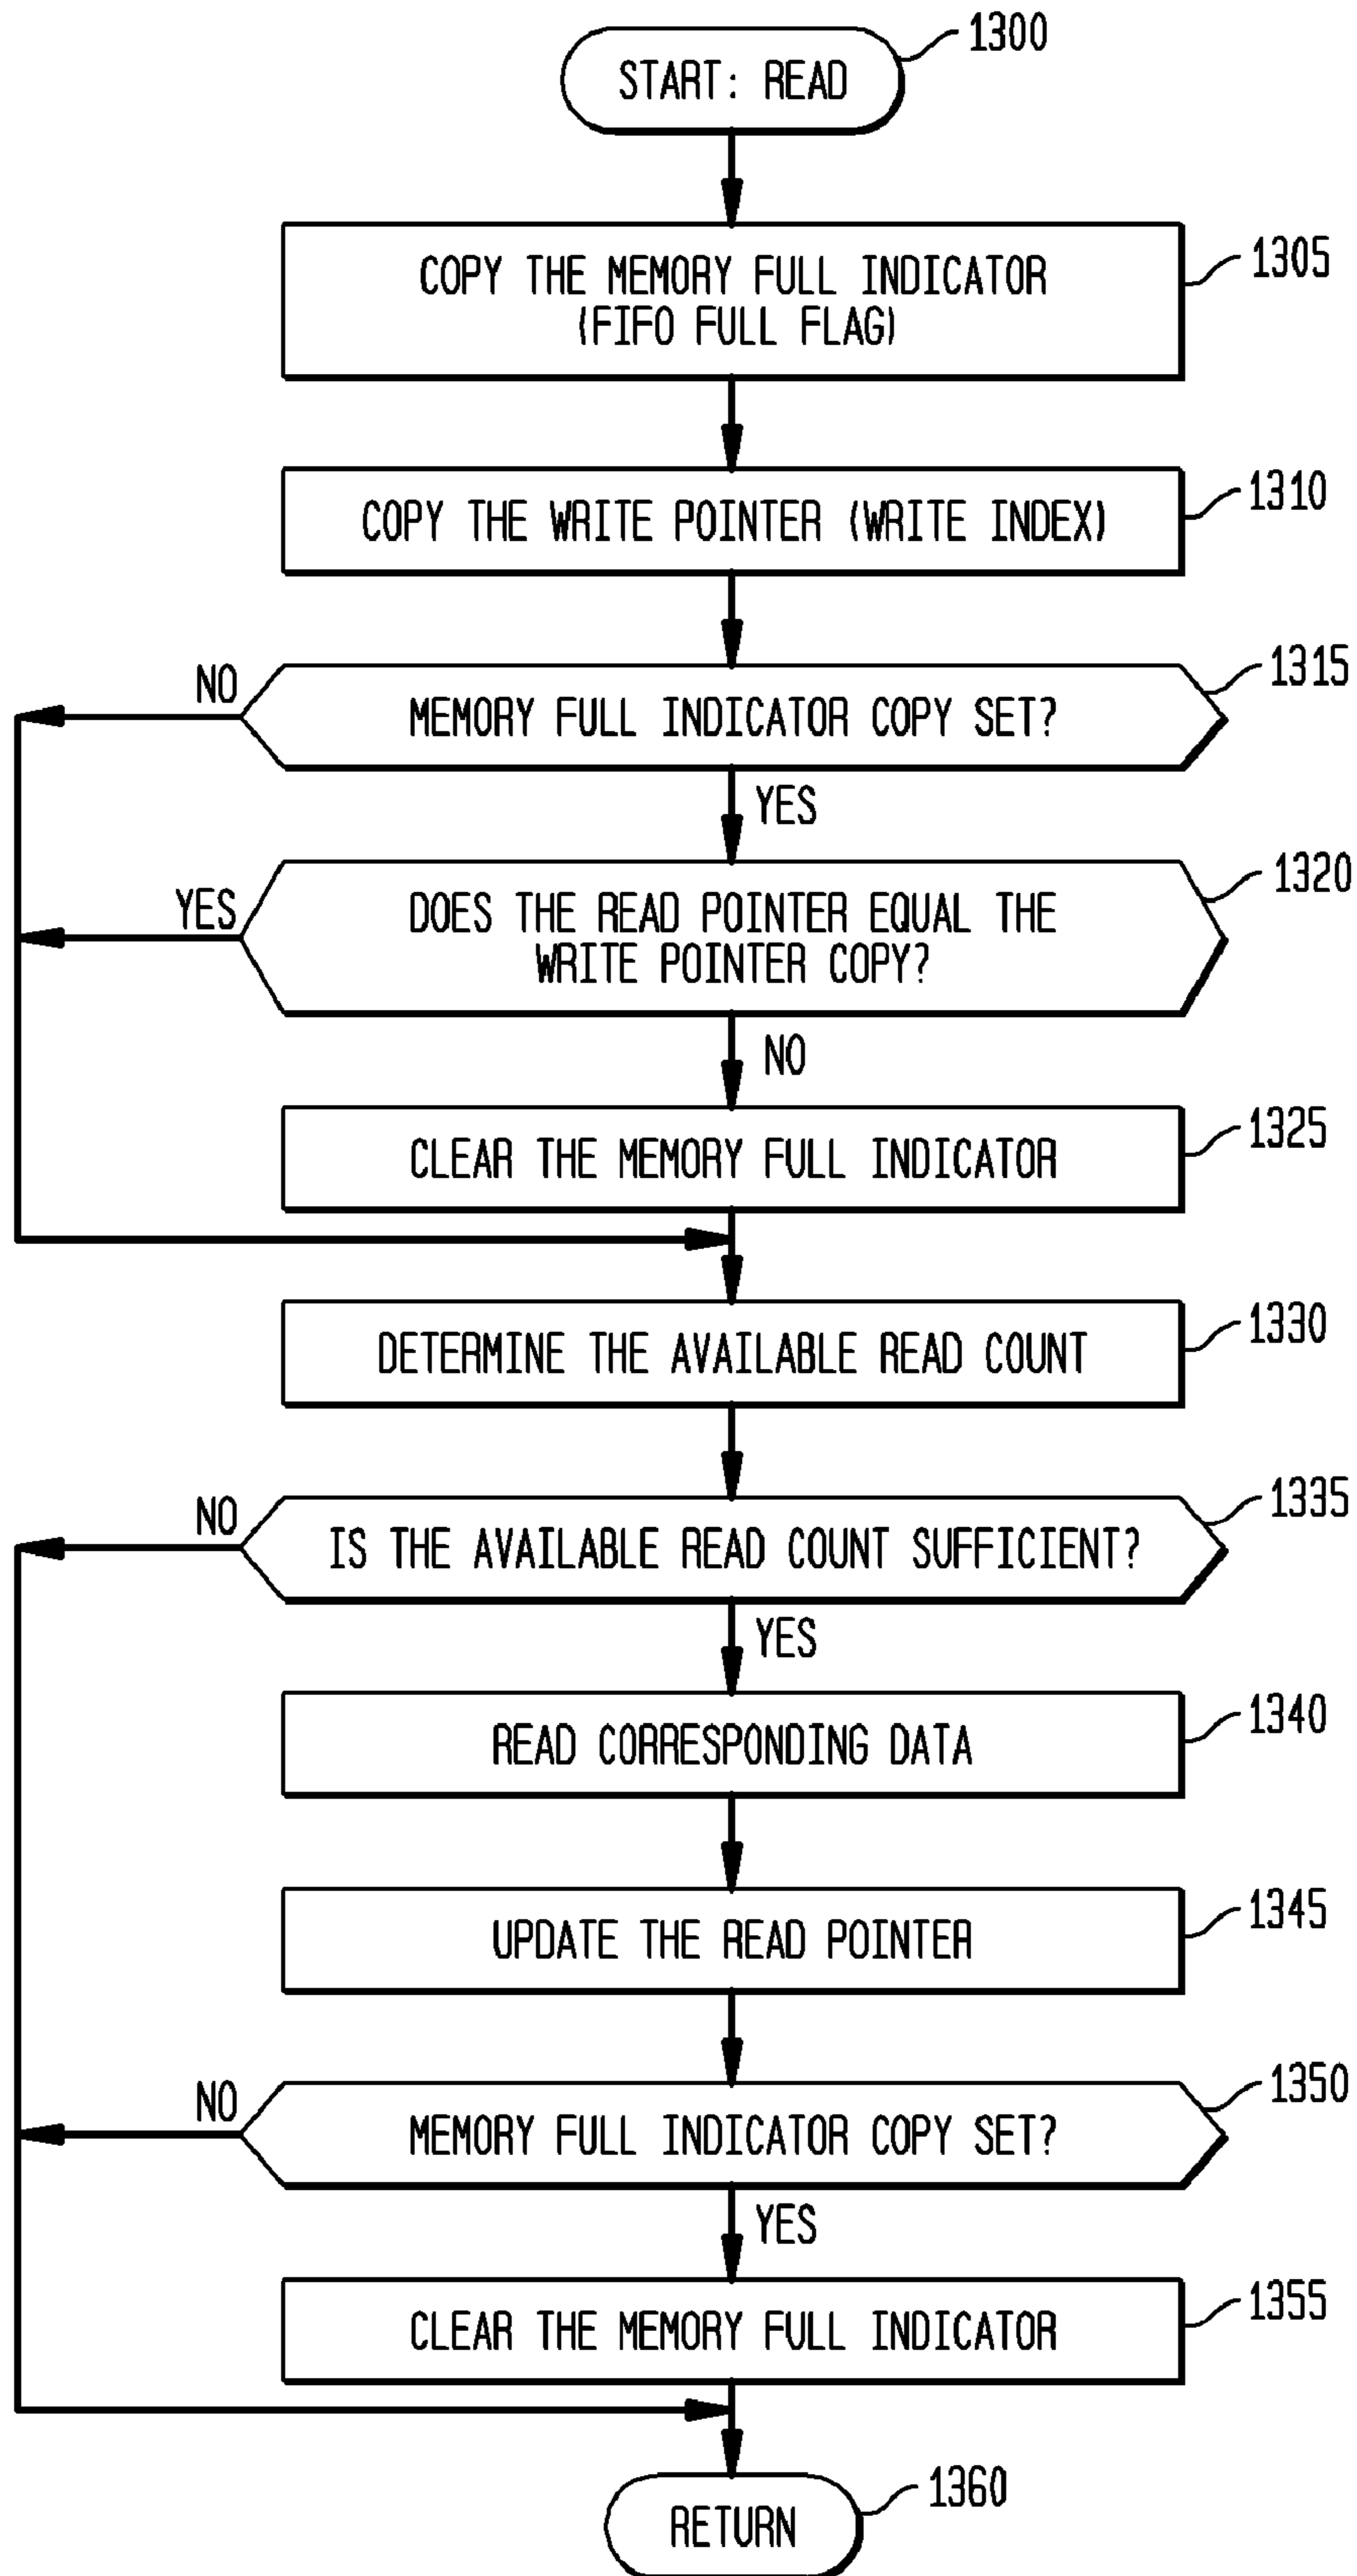 START: READ
1300
COPY THE MEMORY FULL INDICATOR
(FIFO FULL FLAG)
1305
COPY THE WRITE POINTER (WRITE INDEX)
1310
MEMORY FULL INDICATOR COPY SET?
1315
NO
YES
DOES THE READ POINTER EQUAL THE
WRITE POINTER COPY?
1320
YES
NO
CLEAR THE MEMORY FULL INDICATOR
1325
DETERMINE THE AVAILABLE READ COUNT
1330
IS THE AVAILABLE READ COUNT SUFFICIENT?
1335
NO
YES
READ CORRESPONDING DATA
1340
UPDATE THE READ POINTER
1345
MEMORY FULL INDICATOR COPY SET?
1350
NO
YES
CLEAR THE MEMORY FULL INDICATOR
1355
RETURN
1360